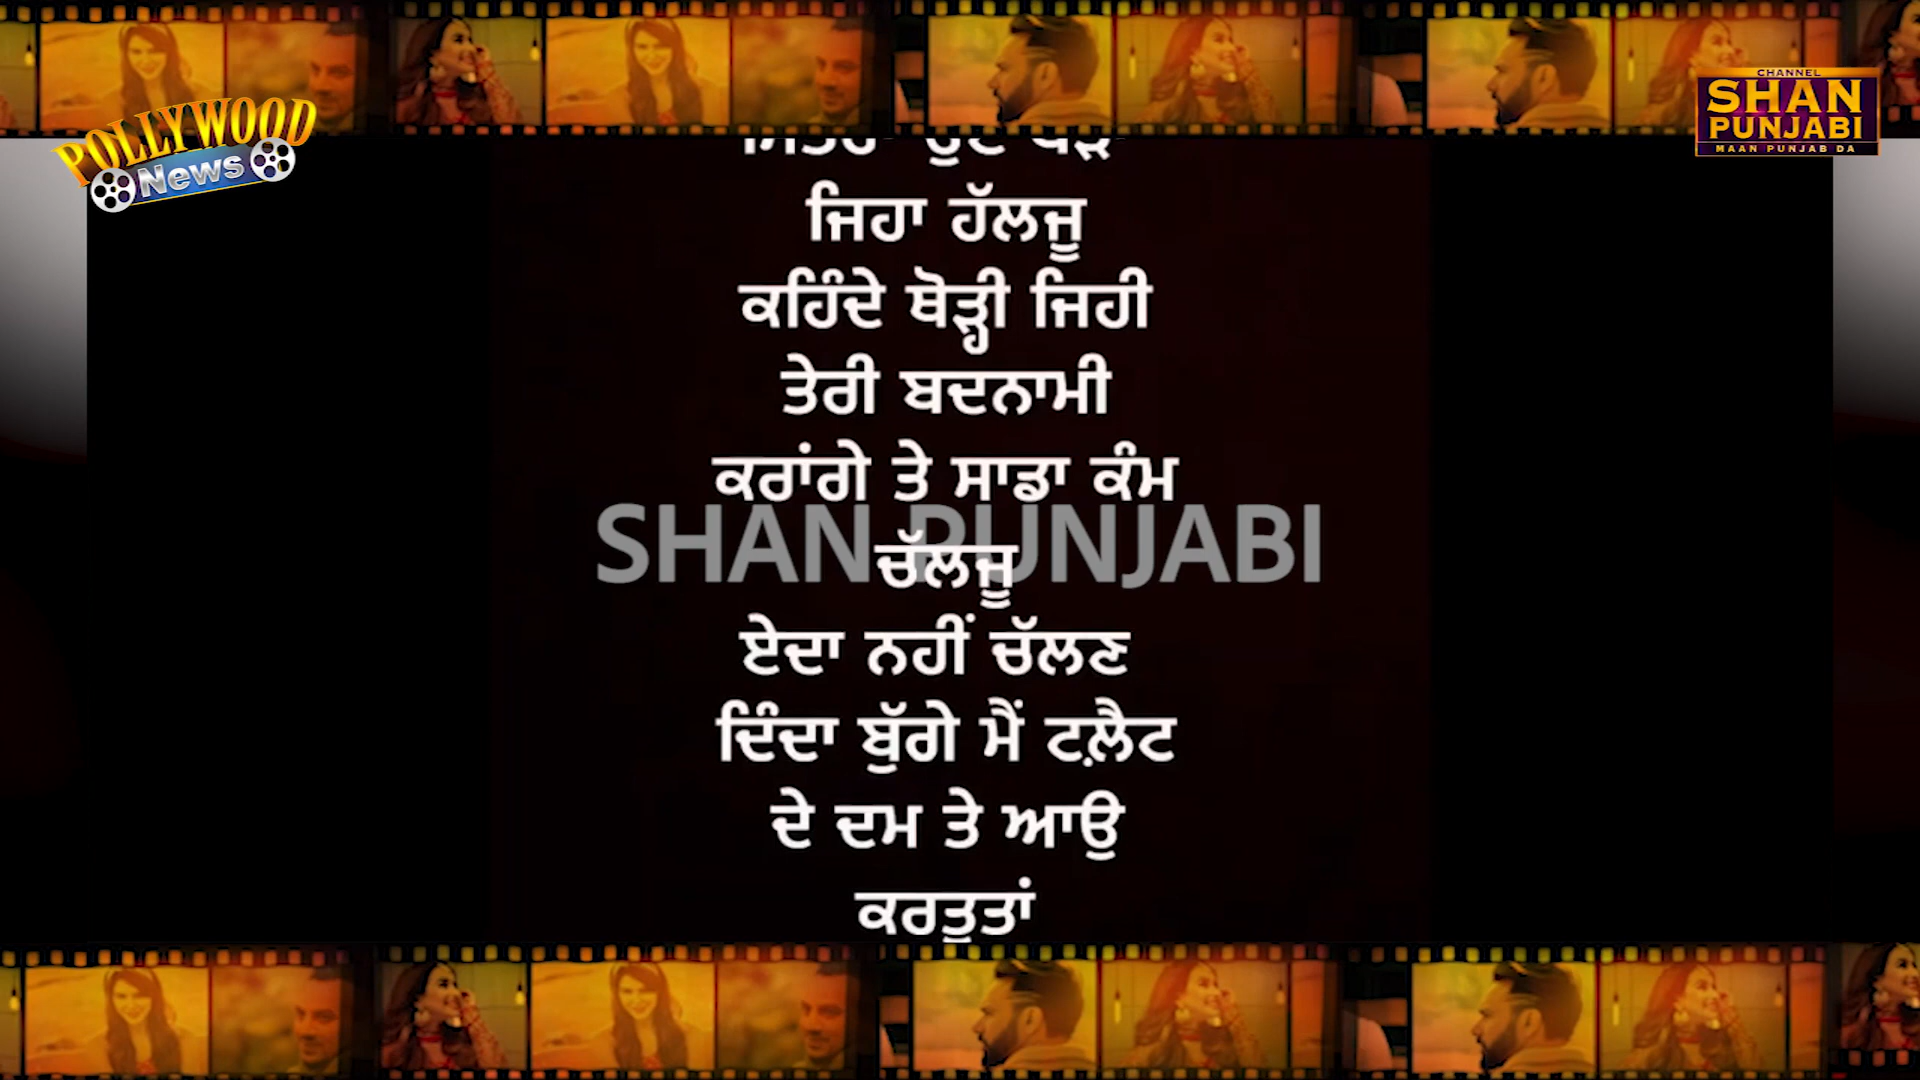 POLLYWOOD
News
CHANNEL
SHAN
PUNJABI
MAAN PUNJAB DA
ਜਿਹਾ ਹੱਲਜੂ
ਕਹਿੰਦੇ ਥੋੜ੍ਹੀ ਜਿਹੀ
ਤੇਰੀ ਬਦਨਾਮੀ
ਕਰਾਂਗੇ ਤੇ ਸਾਡਾ ਕੰਮ
SHAN PUNJABI
ਚੱਲਜੂ
ਏਦਾ ਨਹੀਂ ਚੱਲਣ
ਦਿੰਦਾ ਬੁੱਗੇ ਮੈਂ ਟਲ਼ੈਟ
ਦੇ ਦਮ ਤੇ ਆਉ
ਕਰਤੁਤਾਂ